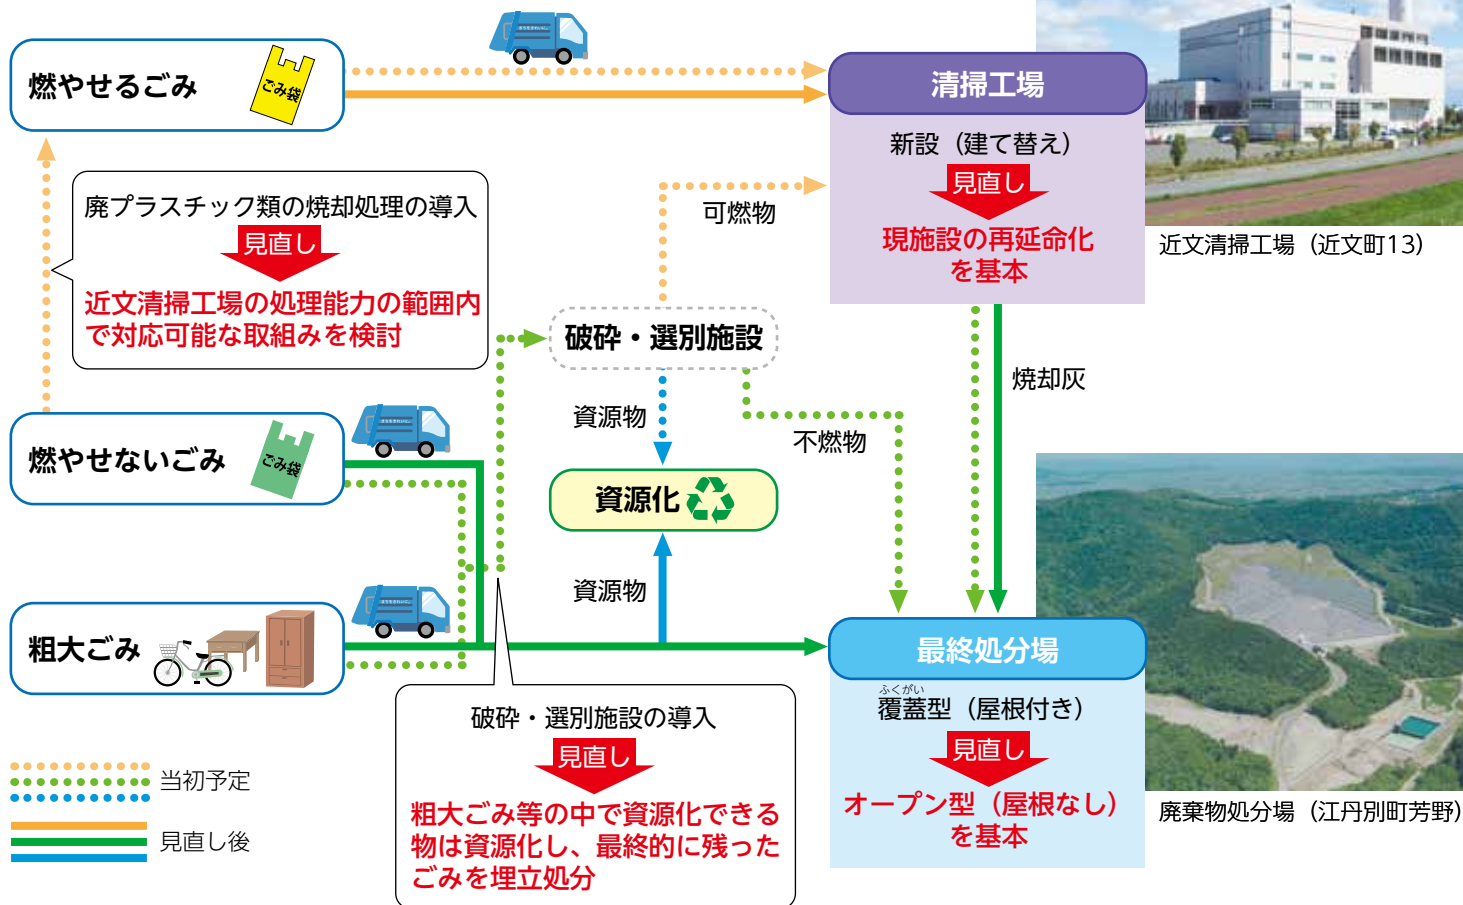 燃やせるごみ
ごみ袋
清掃工場
新設（建て替え）
見直し
現施設の再延命化
を基本
近文清掃工場（近文町13）
廃プラスチック類の焼却処理の導入
見直し
近文清掃工場の処理能力の範囲内
で対応可能な取組みを検討
可燃物
破砕・選別施設
資源物
不燃物
焼却灰
燃やせないごみ
ごみ袋
資源化
資源物
粗大ごみ
最終処分場
ふくがい
覆蓋型（屋根付き）
見直し
オープン型（屋根なし）
を基本
廃棄物処分場（江丹別町芳野）
破砕・選別施設の導入
見直し
粗大ごみ等の中で資源化できる
物は資源化し、最終的に残った
ごみを埋立処分
当初予定
見直し後